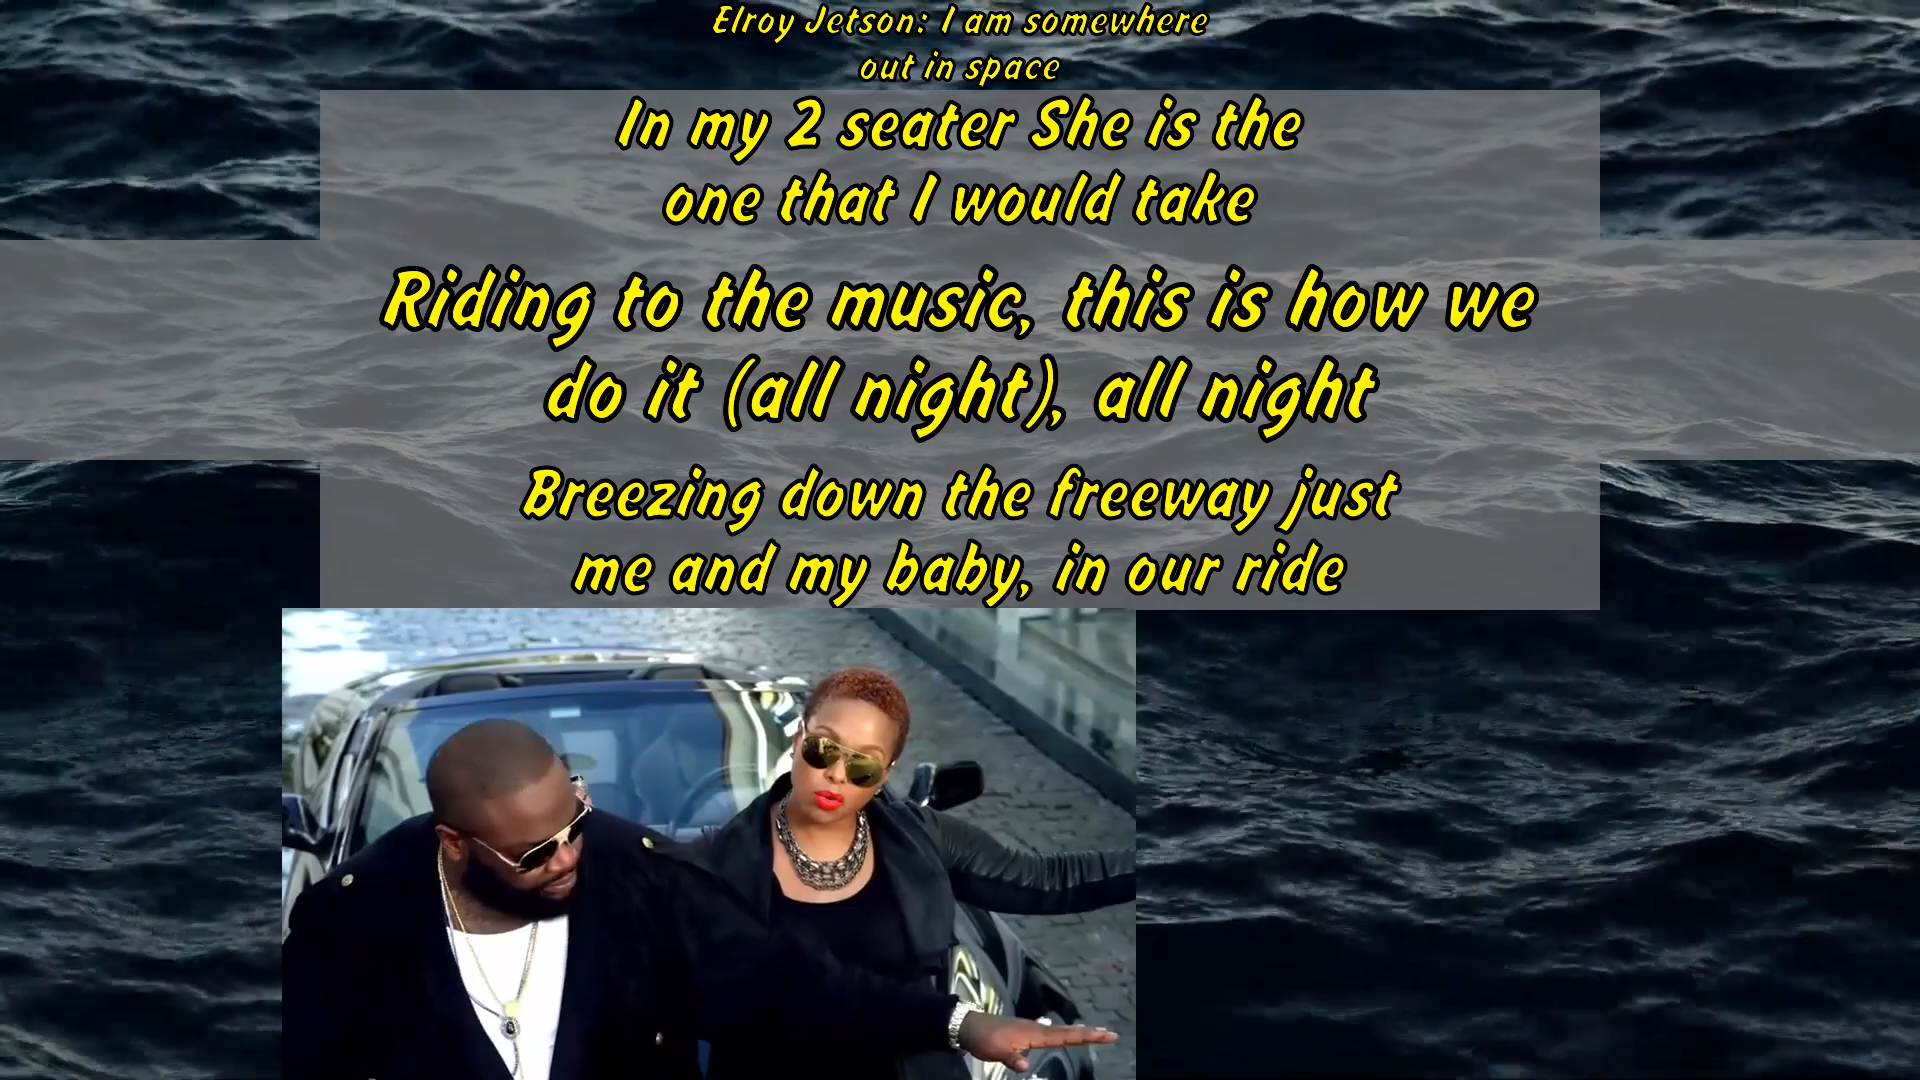 Elroy Jetson: I am somewhere
out in space
In my 2 seater She is the
one that I would take
Riding to the music, this is how we
do it (all night), all night
Breezing down the freeway just
me and my baby, in our ride